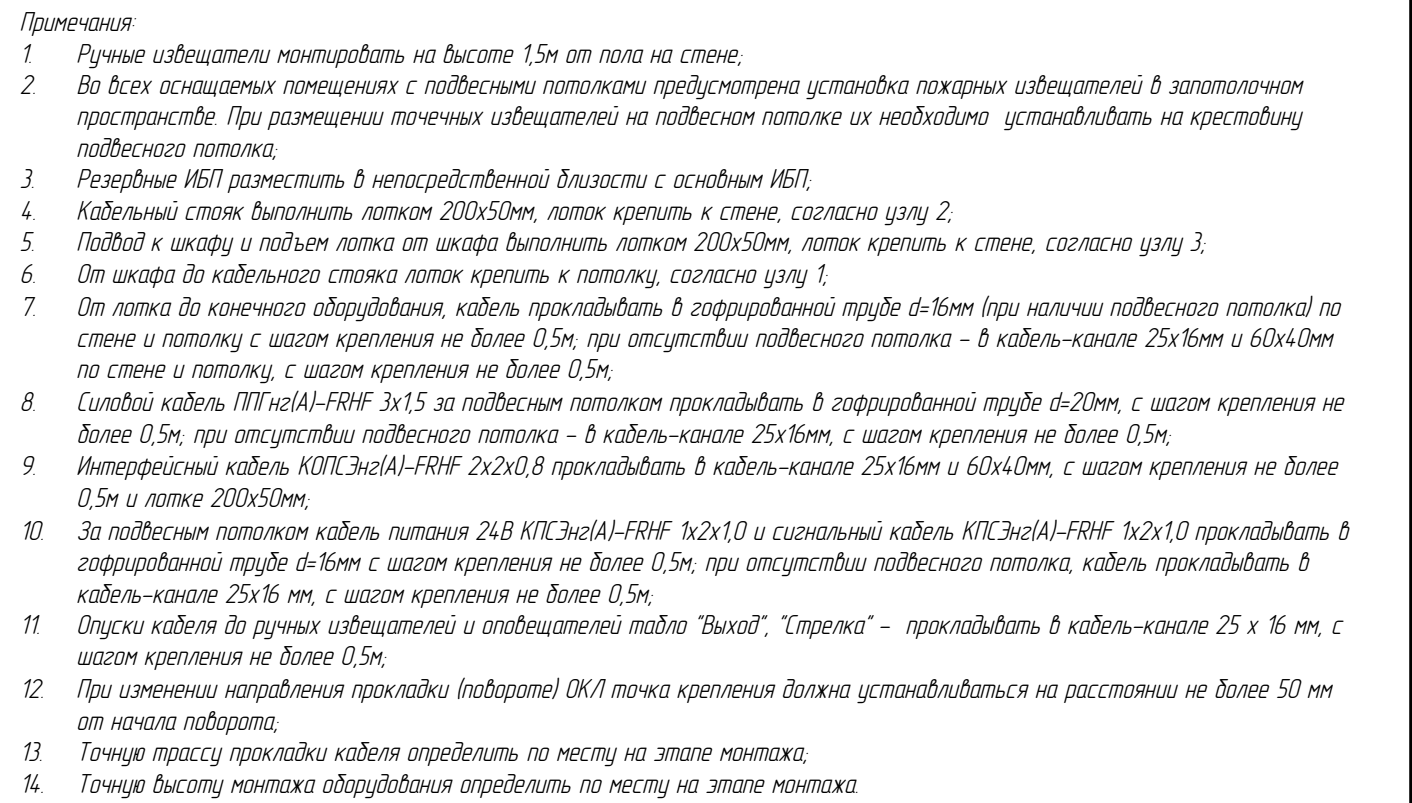 Примечания:
1. Ручные извещатели монтировать на высоте 1,5м от пола на стене;
2. Во всех оснащаемых помещениях с подвесными потолками предусмотрена установка пожарных извещателей в запотолочном
пространстве. При размещении точечных извещателей на подвесном потолке их необходимо устанавливать на крестовину
подвесного потолка;
3. Резервные ИБП разместить в непосредственной близости с основным ИБП;
4. Кабельный стояк выполнить лотком 200х50мм, лоток крепить к стене, согласно узлу 2;
5. Подвод к шкафу и подъем лотка от шкафа выполнить лотком 200х50мм, лоток крепить к стене, согласно узлу 3;
6. От шкафа до кабельного стояка лоток крепить к потолку, согласно узлу 1;
7. От лотка до конечного оборудования, кабель прокладывать в гофрированной трубе d=16мм (при наличии подвесного потолка) по
стене и потолку с шагом крепления не более 0,5м; при отсутствии подвесного потолка – в кабель-канале 25х16мм и 60х40мм
по стене и потолку, с шагом крепления не более 0,5м;
8. Силовой кабель ППГнг(А)-FRHF 3х1,5 за подвесным потолком прокладывать в гофрированной трубе d=20мм, с шагом крепления не
более 0,5м; при отсутствии подвесного потолка – в кабель-канале 25х16мм, с шагом крепления не более 0,5м;
9. Интерфейсный кабель КОПСЭнг(А)-FRHF 2х2х0,8 прокладывать в кабель-канале 25х16мм и 60х40мм, с шагом крепления не более
0,5м и лотке 200х50мм;
10. За подвесным потолком кабель питания 24В КПСЭнг(А)-FRHF 1х2х1,0 и сигнальный кабель КПСЭнг(А)-FRHF 1х2х1,0 прокладывать в
гофрированной трубе d=16мм с шагом крепления не более 0,5м; при отсутствии подвесного потолка, кабель прокладывать в
кабель-канале 25х16 мм, с шагом крепления не более 0,5м;
11. Опуски кабеля до ручных извещателей и оповещателей табло "Выход", "Стрелка" – прокладывать в кабель-канале 25 х 16 мм, с
шагом крепления не более 0,5м;
12. При изменении направления прокладки (повороте) ОКЛ точка крепления должна устанавливаться на расстоянии не более 50 мм
от начала поворота;
13. Точную трассу прокладки кабеля определить по месту на этапе монтажа;
14. Точную высоту монтажа оборудования определить по месту на этапе монтажа.